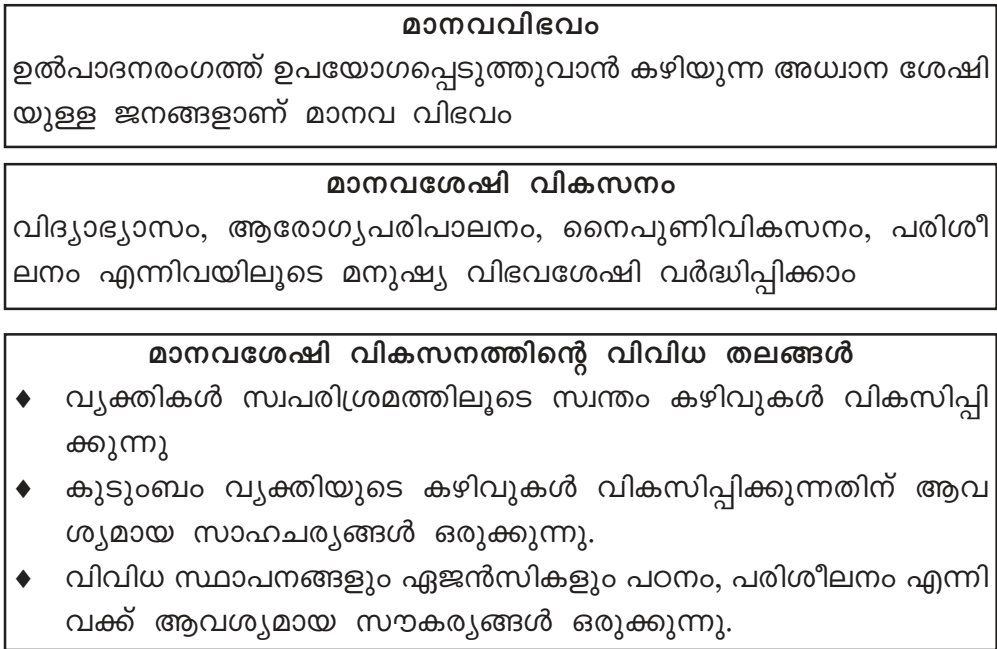 മാനവവിഭവം
ഉൽപാദനരംഗത്ത് ഉപയോഗപ്പെടുത്തുവാൻ കഴിയുന്ന അധ്വാന ശേഷി
യുള്ള ജനങ്ങളാണ് മാനവ വിഭവം
മാനവശേഷി വികസനം
വിദ്യാഭ്യാസം, ആരോഗ്യപരിപാലനം, നൈപുണിവികസനം, പരിശീ
ലനം എന്നിവയിലൂടെ മനുഷ്യ വിഭവശേഷി വർദ്ധിപ്പിക്കാം
മാനവശേഷി വികസനത്തിന്റെ വിവിധ തലങ്ങൾ
♦ വ്യക്തികൾ സ്വപരിശ്രമത്തിലൂടെ സ്വന്തം കഴിവുകൾ വികസിപ്പി
ക്കുന്നു
♦ കുടുംബം വ്യക്തിയുടെ കഴിവുകൾ വികസിപ്പിക്കുന്നതിന് ആവ
ശ്യമായ സാഹചര്യങ്ങൾ ഒരുക്കുന്നു.
♦ വിവിധ സ്ഥാപനങ്ങളും ഏജൻസികളും പഠനം, പരിശീലനം എന്നി
വക്ക് ആവശ്യമായ സൗകര്യങ്ങൾ ഒരുക്കുന്നു.